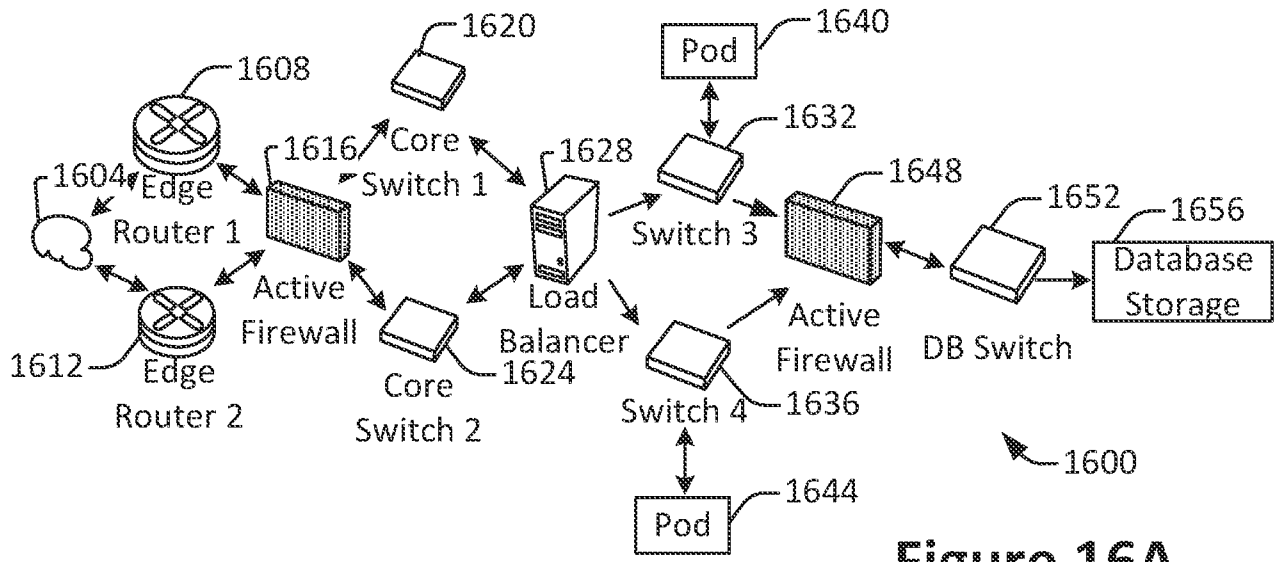 1620
Pod
1640
1608
1632
1616
Core
Switch 1
1628
1648
1604
Edge
Router 1
Switch 3
1652
1656
Active
Firewall
Load
Balancer
Database
Storage
Active
Firewall
DB Switch
1612
Edge
Router 2
1624
Core
Switch 2
Switch 4
1636
1600
Pod
1644
Figure 16A